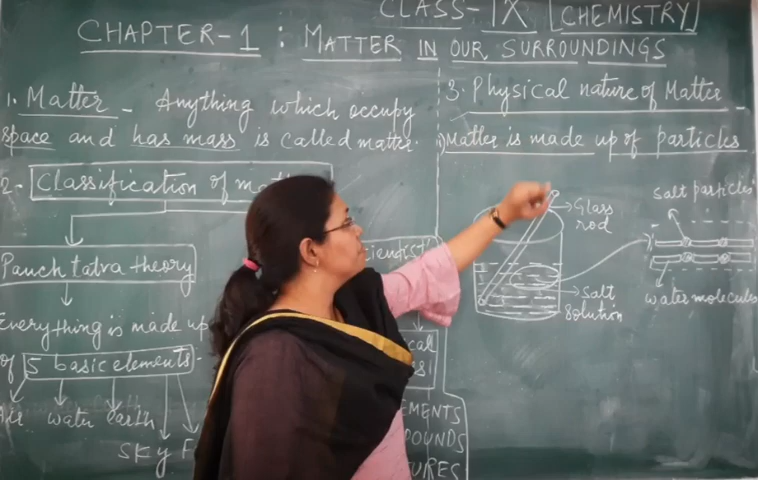 CLASS-IX [CHEMISTRY]
CHAPTER-1 : MATTER IN OUR SURROUNDINGS
1. Matter - Anything which occupy
space and has mass is called matter.
2. Classification of
Panch tatva theory
Everything is made up
of 5 basic elements
Air water earth
SKY
3. Physical nature of Matter -
i) Matter is made up of particles
Glass
rod
Salt
solution
salt particles
water molecules